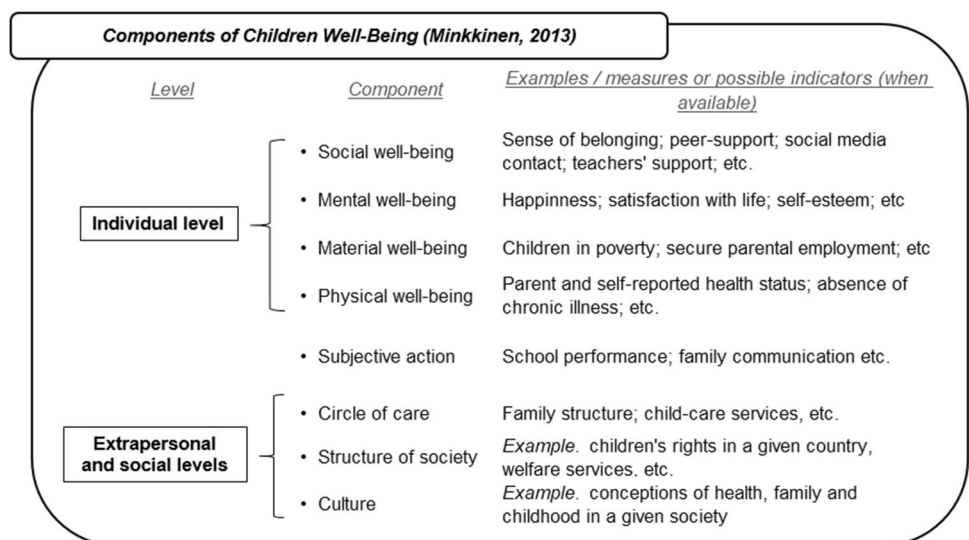 Components of Children Well-Being (Minkkinen, 2013)
Level
Component
Examples / measures or possible indicators (when
available)
Individual level
• Social well-being
Sense of belonging; peer-support; social media
contact; teachers' support; etc.
• Mental well-being
Happinness; satisfaction with life; self-esteem; etc
• Material well-being
Children in poverty; secure parental employment; etc
• Physical well-being
Parent and self-reported health status; absence of
chronic illness; etc.
• Subjective action
School performance; family communication etc.
Extrapersonal
and social levels
• Circle of care
Family structure; child-care services, etc.
• Structure of society
Example. children's rights in a given country,
welfare services. etc.
• Culture
Example. conceptions of health, family and
childhood in a given society